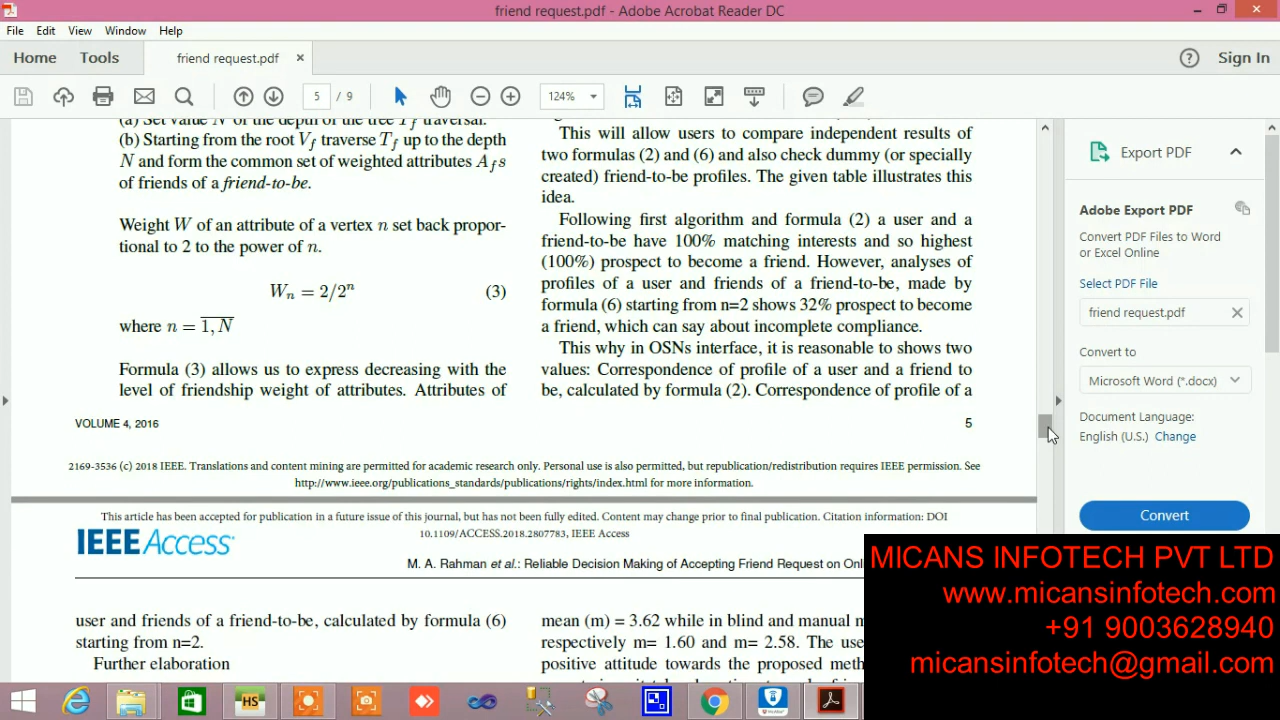 friend request.pdf - Adobe Acrobat Reader DC
File Edit View Window Help
Home Tools friend request.pdf × Sign In
5 / 9 124%
(a) Set value N of the depth of the tree T_f traversal.
(b) Starting from the root V_f traverse T_f up to the depth
N and form the common set of weighted attributes A_f s
of friends of a friend-to-be.
Weight W of an attribute of a vertex n set back propor-
tional to 2 to the power of n.
W_n = 2/2^n (3)
where n = 1, N
Formula (3) allows us to express decreasing with the
level of friendship weight of attributes. Attributes of
This will allow users to compare independent results of
two formulas (2) and (6) and also check dummy (or specially
created) friend-to-be profiles. The given table illustrates this
idea.
Following first algorithm and formula (2) a user and a
friend-to-be have 100% matching interests and so highest
(100%) prospect to become a friend. However, analyses of
profiles of a user and friends of a friend-to-be, made by
formula (6) starting from n=2 shows 32% prospect to become
a friend, which can say about incomplete compliance.
This why in OSNs interface, it is reasonable to shows two
values: Correspondence of profile of a user and a friend to
be, calculated by formula (2). Correspondence of profile of a
VOLUME 4, 2016 5
2169-3536 (c) 2018 IEEE. Translations and content mining are permitted for academic research only. Personal use is also permitted, but republication/redistribution requires IEEE permission. See
http://www.ieee.org/publications_standards/publications/rights/index.html for more information.
This article has been accepted for publication in a future issue of this journal, but has not been fully edited. Content may change prior to final publication. Citation information: DOI
10.1109/ACCESS.2018.2807783, IEEE Access
IEEE Access
M. A. Rahman et al.: Reliable Decision Making of Accepting Friend Request on Onl
user and friends of a friend-to-be, calculated by formula (6)
starting from n=2.
Further elaboration
mean (m) = 3.62 while in blind and manual m
respectively m= 1.60 and m= 2.58. The use
positive attitude towards the proposed meth
Export PDF
Adobe Export PDF
Convert PDF Files to Word
or Excel Online
Select PDF File
friend request.pdf ×
Convert to
Microsoft Word (*.docx)
Document Language:
English (U.S.) Change
Convert
MICANS INFOTECH PVT LTD
www.micansinfotech.com
+91 9003628940
micansinfotech@gmail.com
HS